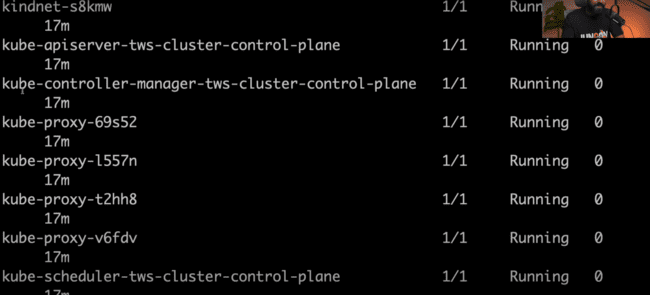 kindnet-s8kmw 1/1 Runn
17m
kube-apiserver-tws-cluster-control-plane 1/1 Running 0
17m
kube-controller-manager-tws-cluster-control-plane 1/1 Running 0
17m
kube-proxy-69s52 1/1 Running 0
17m
kube-proxy-l557n 1/1 Running 0
17m
kube-proxy-t2hh8 1/1 Running 0
17m
kube-proxy-v6fdv 1/1 Running 0
17m
kube-scheduler-tws-cluster-control-plane 1/1 Running 0
17m